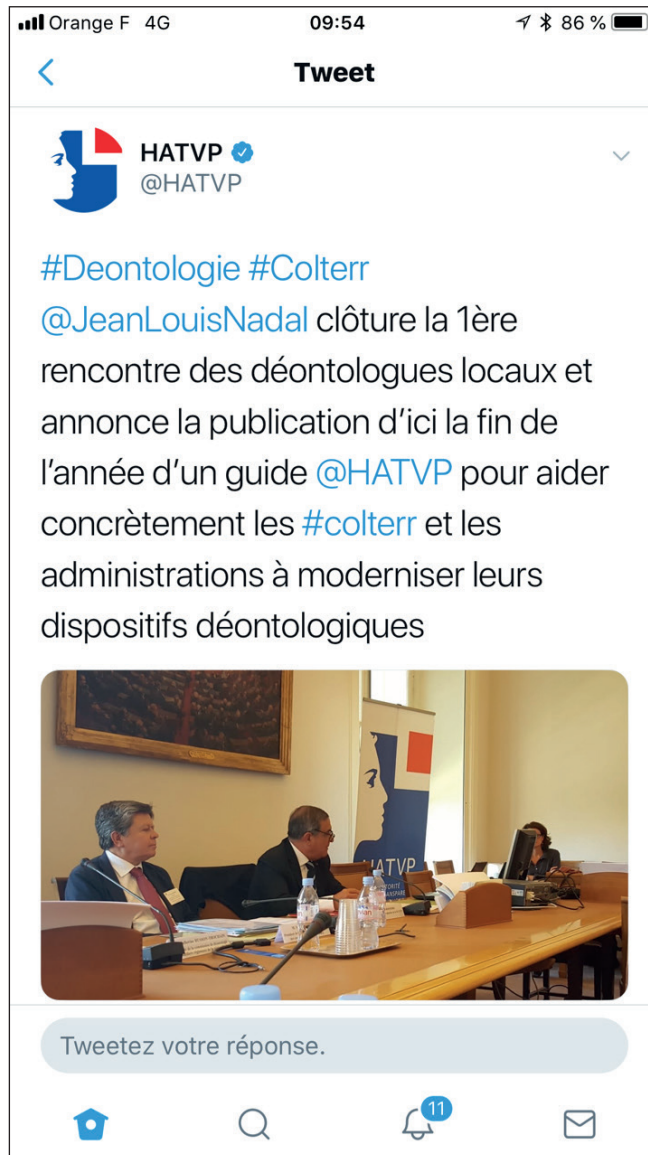 Orange F 4G 09:54 86 %
Tweet
HATVP
@HATVP
#Deontologie #Colterr
@JeanLouisNadal clôture la 1ère
rencontre des déontologues locaux et
annonce la publication d'ici la fin de
l'année d'un guide @HATVP pour aider
concrètement les #colterr et les
administrations à moderniser leurs
dispositifs déontologiques
HATVP
Tweetez votre réponse.
11